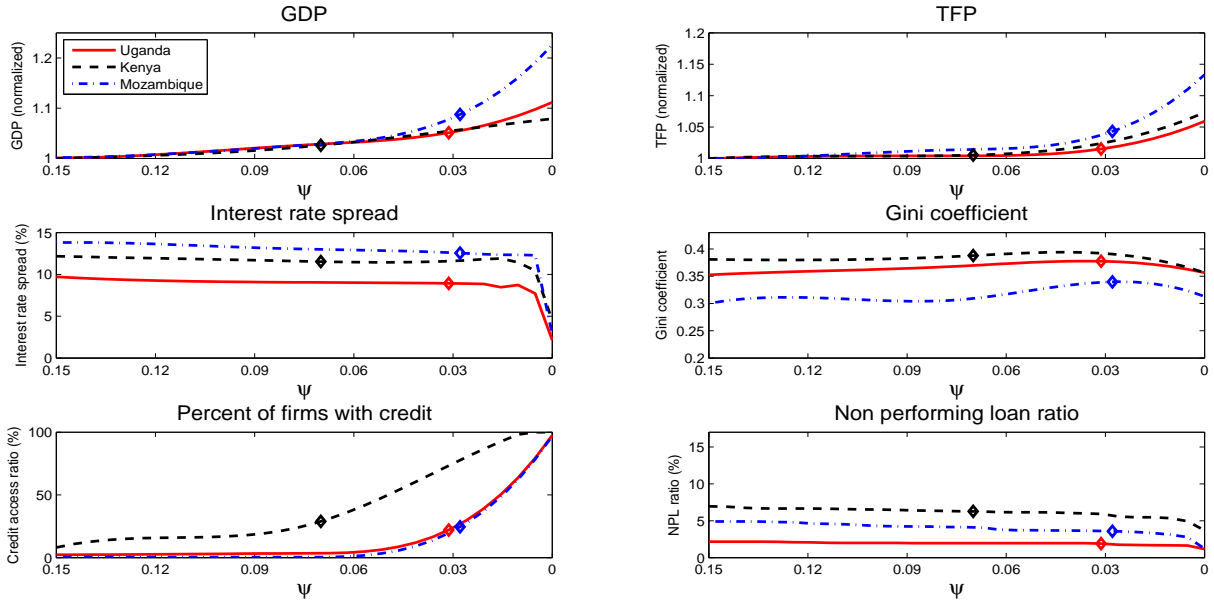 GDP
GDP (normalized)
1.2
1.1
1
Uganda
Kenya
Mozambique
0.15 0.12 0.09 0.06 0.03 0
ψ
TFP
TFP (normalized)
1.2
1.15
1.1
1.05
1
0.15 0.12 0.09 0.06 0.03 0
ψ
Interest rate spread
Interest rate spread (%)
15
10
5
0
0.15 0.12 0.09 0.06 0.03 0
ψ
Gini coefficient
Gini coefficient
0.4
0.35
0.3
0.25
0.2
0.15 0.12 0.09 0.06 0.03 0
ψ
Percent of firms with credit
Credit access ratio (%)
100
50
0
0.15 0.12 0.09 0.06 0.03 0
ψ
Non performing loan ratio
NPL ratio (%)
15
10
5
0
0.15 0.12 0.09 0.06 0.03 0
ψ